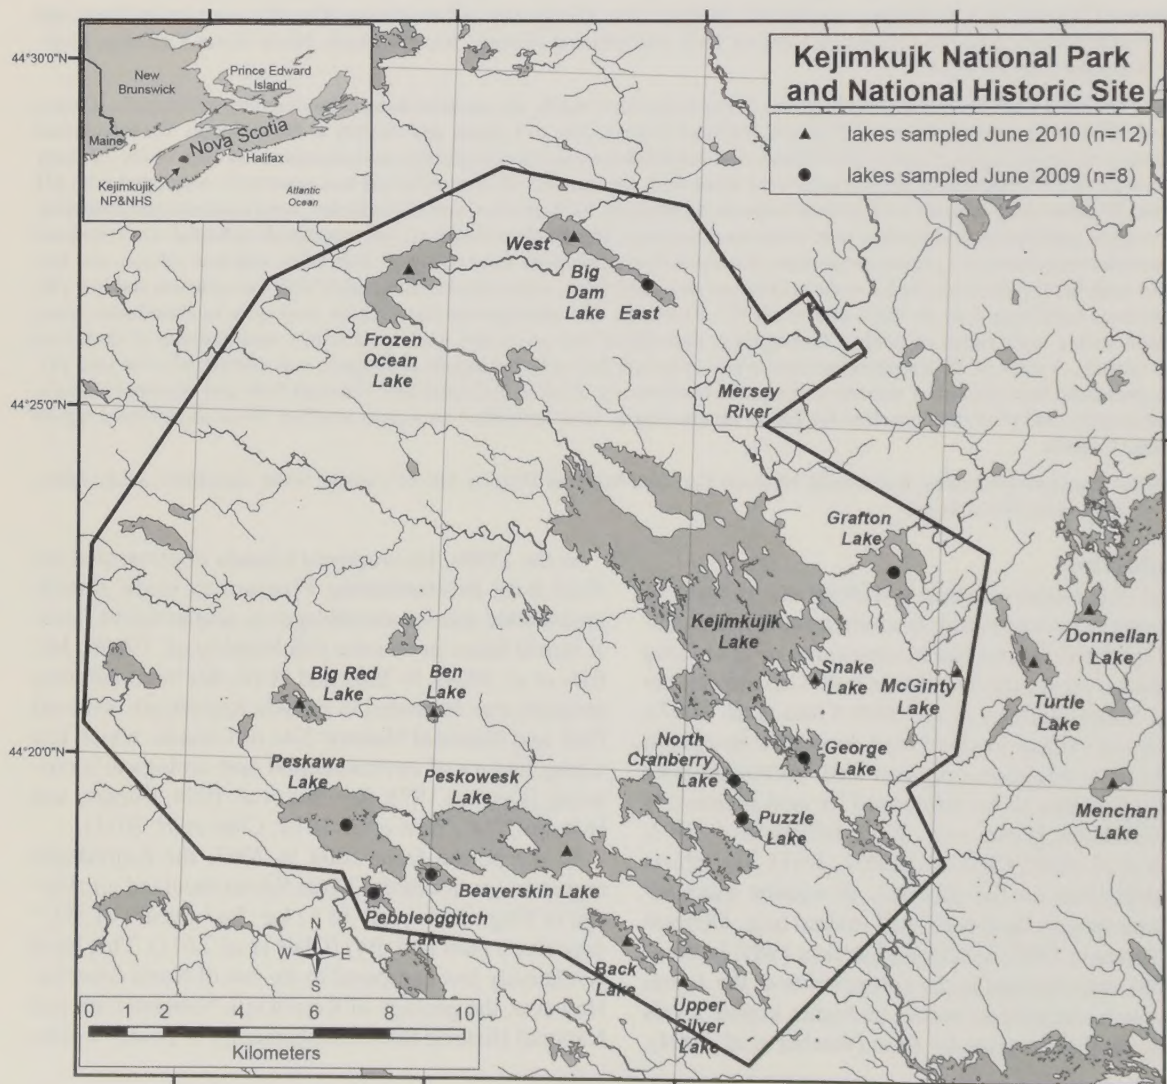 44°30'0"N
New
Brunswick
Prince Edward
Island
Maine
Nova Scotia
Halifax
Kejimkujik
NP&NHS
Atlantic
Ocean
Kejimkujk National Park
and National Historic Site
lakes sampled June 2010 (n=12)
lakes sampled June 2009 (n=8)
West
Big
Dam
Lake
East
Frozen
Ocean
Lake
44°25'0"N
Mersey
River
Grafton
Lake
Kejimkujik
Lake
Donnellan
Lake
Big Red
Lake
Ben
Lake
Snake
Lake
McGinty
Lake
Turtle
Lake
44°20'0"N
Peskawa
Lake
Peskowesk
Lake
North
Cranberry
Lake
George
Lake
Puzzle
Lake
Menchan
Lake
Beaverskin Lake
Pebbleoggitch
Lake
N
W E
S
Back
Lake
Upper
Silver
Lake
0 1 2 4 6 8 10
Kilometers